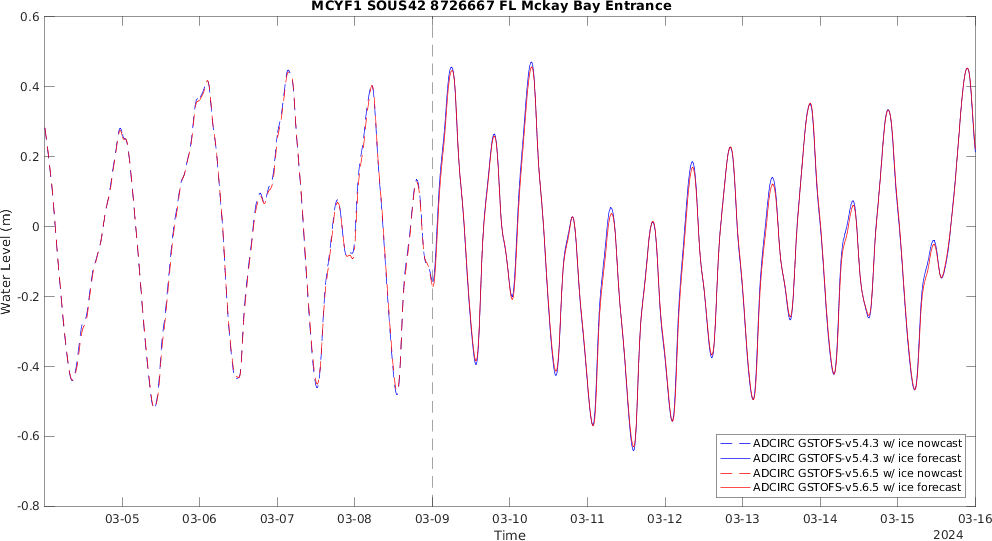 MCYF1 SOUS42 8726667 FL Mckay Bay Entrance
Water Level (m)
0.6
0.4
0.2
0
-0.2
-0.4
-0.6
-0.8
ADCIRC GSTOFS-v5.4.3 w/ ice nowcast
ADCIRC GSTOFS-v5.4.3 w/ ice forecast
ADCIRC GSTOFS-v5.6.5 w/ ice nowcast
ADCIRC GSTOFS-v5.6.5 w/ ice forecast
03-05 03-06 03-07 03-08 03-09 03-10 03-11 03-12 03-13 03-14 03-15 03-16
Time
2024